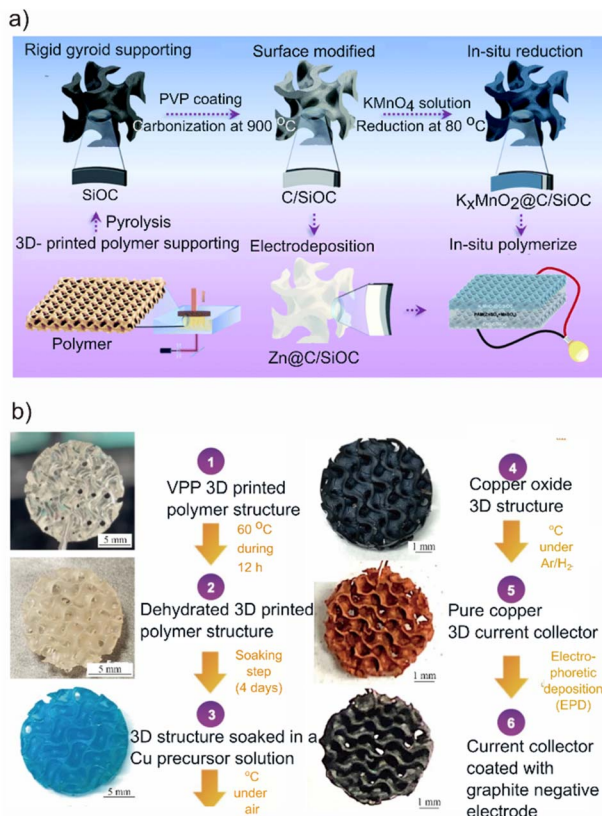 a)
Rigid gyroid supporting
Surface modified
In-situ reduction
PVP coating
Carbonization at 900 °C
KMnO4 solution
Reduction at 80 °C
SiOC
C/SiOC
KxMnO2@C/SiOC
Pyrolysis
3D- printed polymer supporting
Electrodeposition
In-situ polymerize
Polymer
Zn@C/SiOC
b)
1
VPP 3D printed
polymer structure
5 mm
60 °C
during
12 h
2
Dehydrated 3D printed
polymer structure
5 mm
Soaking
step
(4 days)
3
3D structure soaked in a
Cu precursor solution
5 mm
°C
under
air
4
Copper oxide
3D structure
1 mm
°C
under
Ar/H2
5
Pure copper
3D current collector
1 mm
Electro-
phoretic
deposition
(EPD)
6
Current collector
coated with
graphite negative
electrode
1 mm